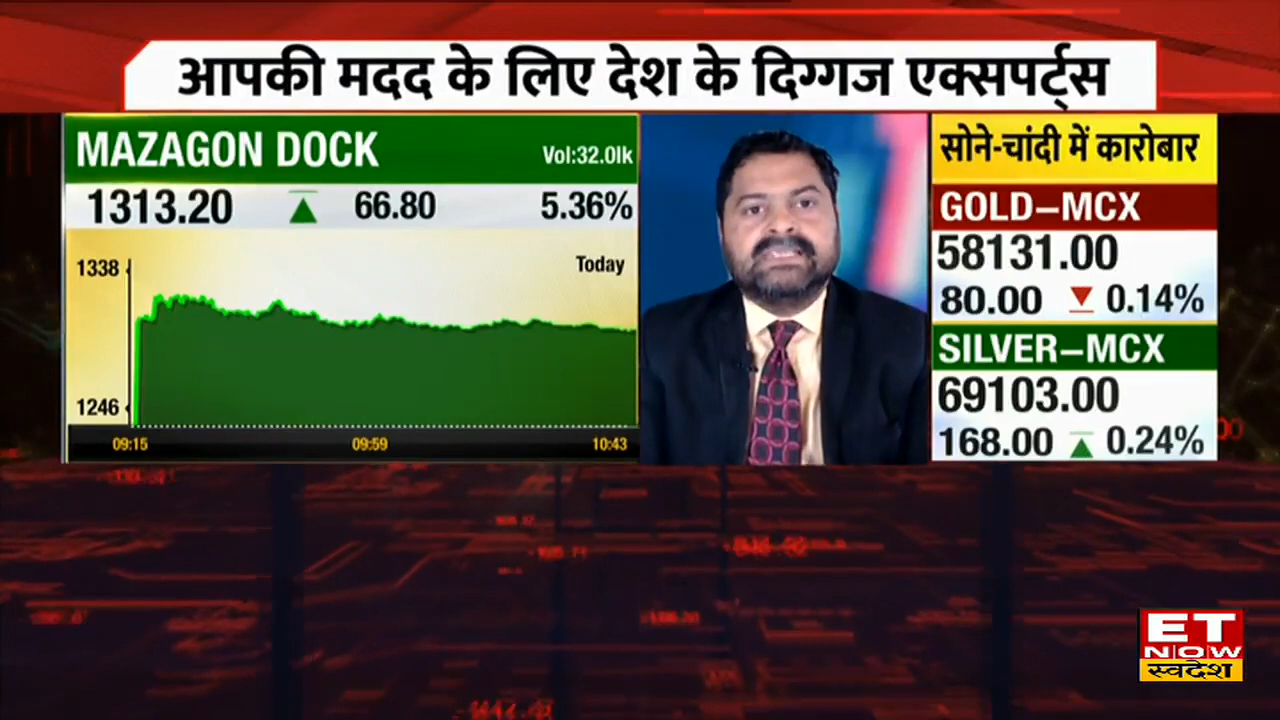 आपकी मदद के लिए देश के दिग्गज एक्सपर्ट्स
MAZAGON DOCK
Vol:32.0lk
1313.20 ▲ 66.80 5.36%
1338
Today
1246
09:15 09:59 10:43
सोने-चांदी में कारोबार
GOLD–MCX
58131.00
80.00 ▼ 0.14%
SILVER–MCX
69103.00
168.00 ▲ 0.24%
ET
NOW
स्वदेश